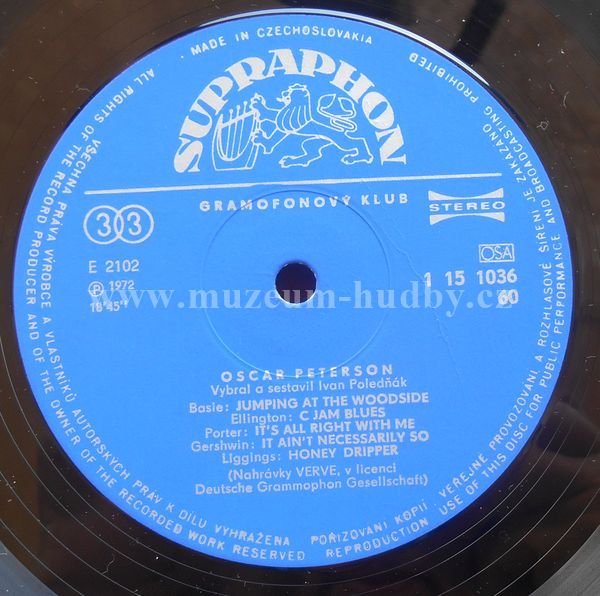 MADE IN CZECHOSLOVAKIA
SUPRAPHON
GRAMOFONOVÝ KLUB
33
STEREO
E 2102
℗ 1972
18'45"
OSA
1 15 1036
60
www.muzeum-hudby.cz
OSCAR PETERSON
Vybral a sestavil Ivan Poledňák
Basie: JUMPING AT THE WOODSIDE
Ellington: C JAM BLUES
Porter: IT'S ALL RIGHT WITH ME
Gershwin: IT AIN'T NECESSARILY SO
Liggings: HONEY DRIPPER
(Nahrávky VERVE, v licenci
Deutsche Grammophon Gesellschaft)
VŠECHNA PRÁVA VÝROBCE A VLASTNÍKŮ AUTORSKÝCH PRÁV K DÍLU VYHRAŽENA POŘIZOVÁNÍ KOPIÍ VEŘEJNÉ PROVOZOVÁNÍ A ROZHLASOVÉ ŠÍŘENÍ JE ZAKÁZÁNO
ALL RIGHTS OF THE RECORD PRODUCER AND OF THE OWNER OF THE RECORDED WORK RESERVED REPRODUCTION USE OF THIS DISC FOR PUBLIC PERFORMANCE AND BROADCASTING PROHIBITED